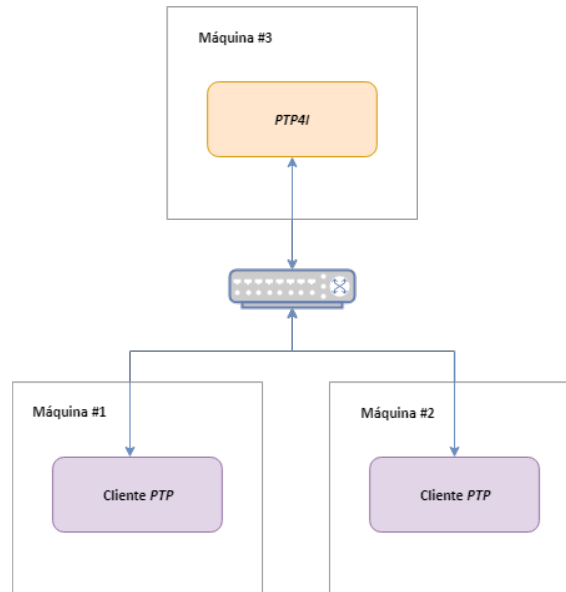 Máquina #3
PTP4l
Máquina #1
Máquina #2
Cliente PTP
Cliente PTP